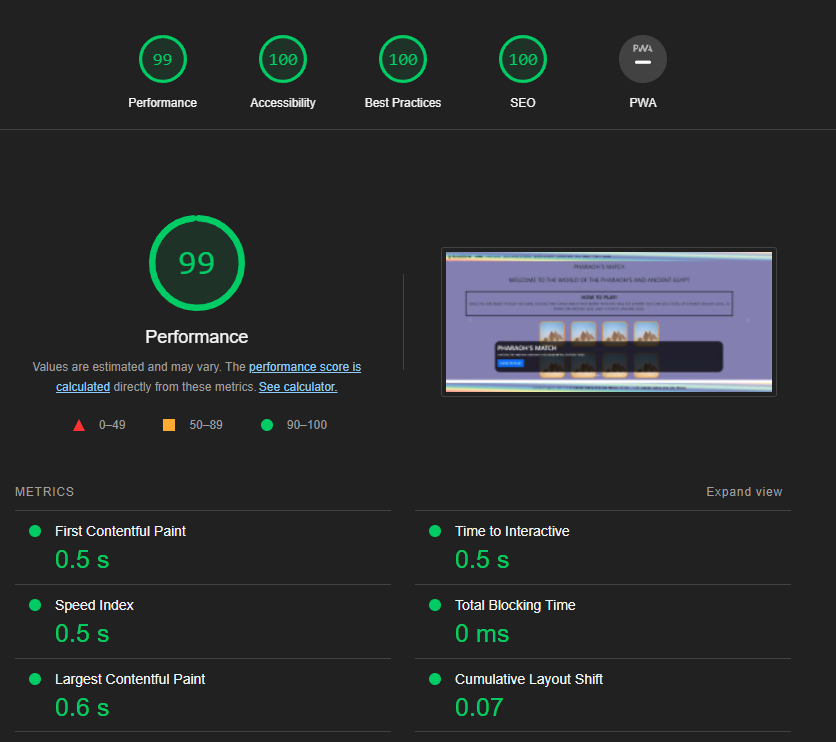 99
100
100
100
PWA
Performance
Accessibility
Best Practices
SEO
PWA
99
Performance
Values are estimated and may vary. The performance score is
calculated directly from these metrics. See calculator.
0–49
50–89
90–100
PHARAOH'S MATCH
WELCOME TO THE WORLD OF THE PHARAOH'S AND ANCIENT EGYPT
HOW TO PLAY!
PHARAOH'S MATCH
METRICS
Expand view
First Contentful Paint
0.5 s
Time to Interactive
0.5 s
Speed Index
0.5 s
Total Blocking Time
0 ms
Largest Contentful Paint
0.6 s
Cumulative Layout Shift
0.07